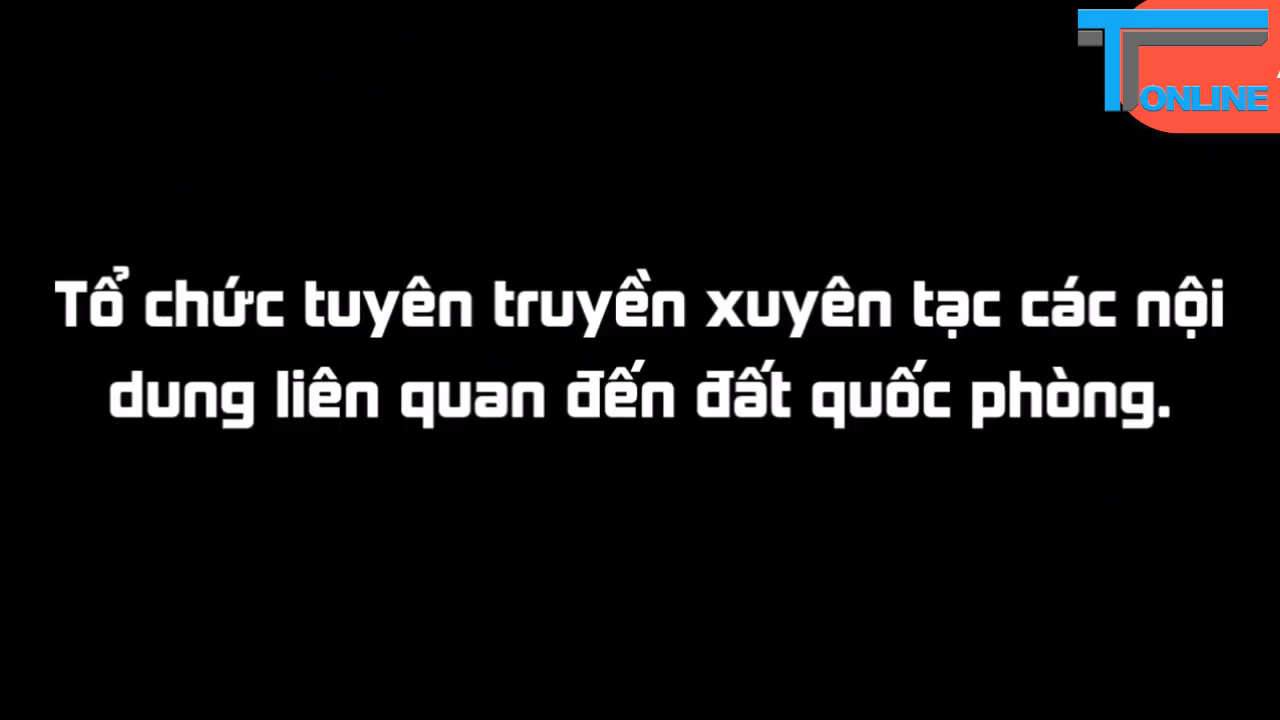 ONLINE
Tổ chức tuyên truyền xuyên tạc các nội
dung liên quan đến đất quốc phòng.